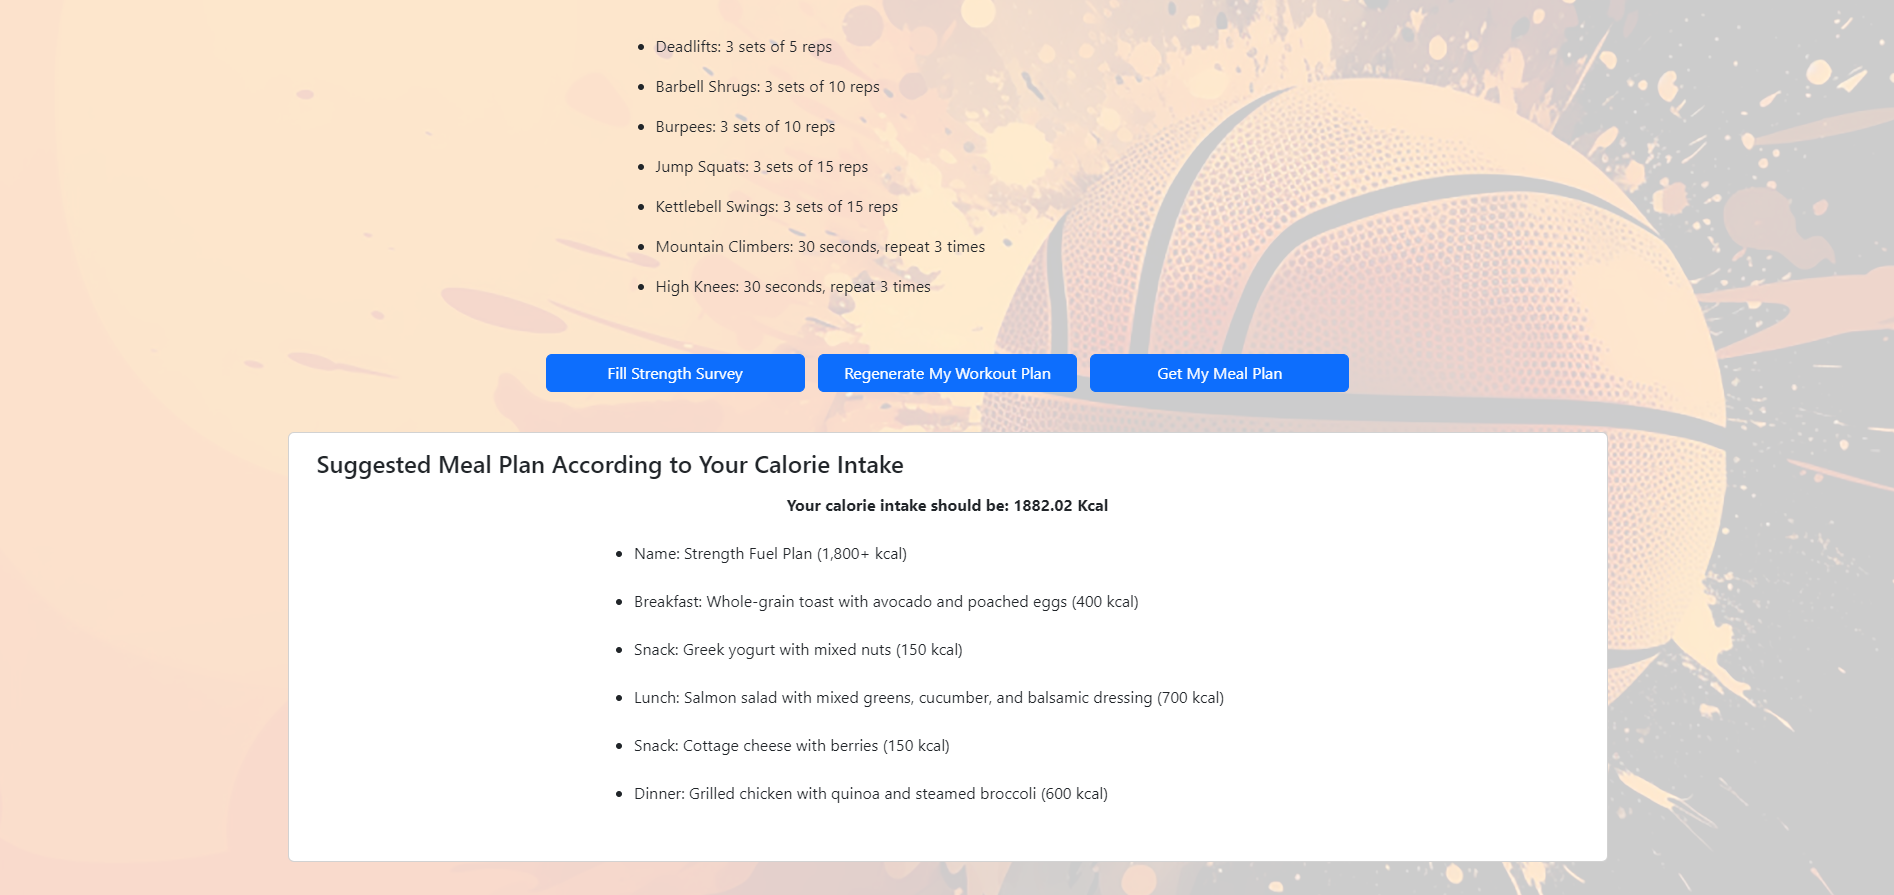 Deadlifts: 3 sets of 5 reps
Barbell Shrugs: 3 sets of 10 reps
Burpees: 3 sets of 10 reps
Jump Squats: 3 sets of 15 reps
Kettlebell Swings: 3 sets of 15 reps
Mountain Climbers: 30 seconds, repeat 3 times
High Knees: 30 seconds, repeat 3 times
Fill Strength Survey
Regenerate My Workout Plan
Get My Meal Plan
Suggested Meal Plan According to Your Calorie Intake
Your calorie intake should be: 1882.02 Kcal
Name: Strength Fuel Plan (1,800+ kcal)
Breakfast: Whole-grain toast with avocado and poached eggs (400 kcal)
Snack: Greek yogurt with mixed nuts (150 kcal)
Lunch: Salmon salad with mixed greens, cucumber, and balsamic dressing (700 kcal)
Snack: Cottage cheese with berries (150 kcal)
Dinner: Grilled chicken with quinoa and steamed broccoli (600 kcal)